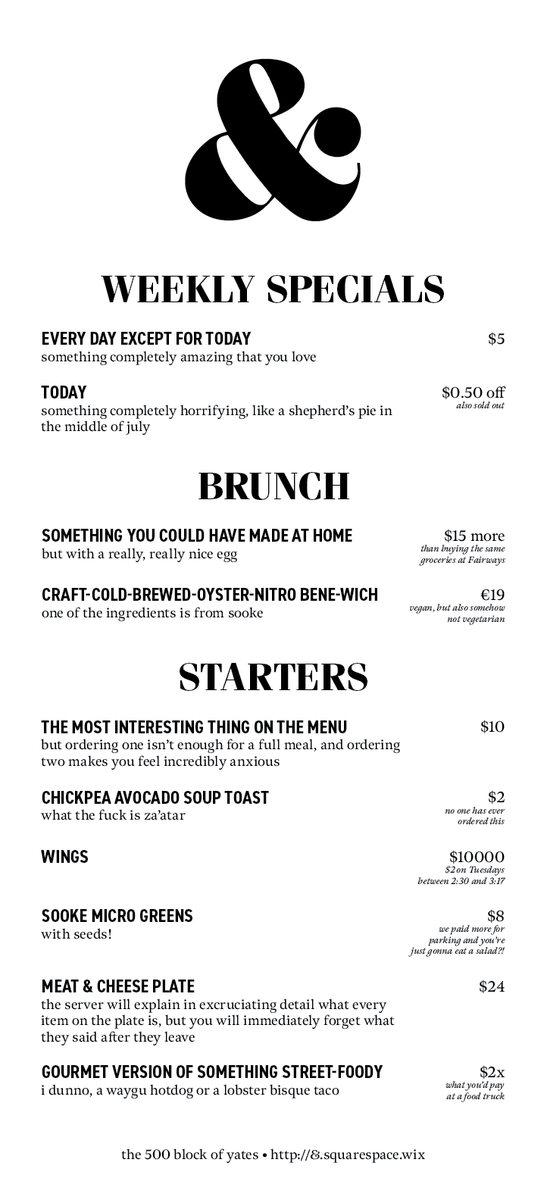 &
WEEKLY SPECIALS
EVERY DAY EXCEPT FOR TODAY
$5
something completely amazing that you love
TODAY
$0.50 off
also sold out
something completely horrifying, like a shepherd's pie in
the middle of july
BRUNCH
SOMETHING YOU COULD HAVE MADE AT HOME
$15 more
than buying the same
groceries at Fairways
but with a really, really nice egg
CRAFT-COLD-BREWED-OYSTER-NITRO BENE-WICH
€19
vegan, but also somehow
not vegetarian
one of the ingredients is from sooke
STARTERS
THE MOST INTERESTING THING ON THE MENU
$10
but ordering one isn't enough for a full meal, and ordering
two makes you feel incredibly anxious
CHICKPEA AVOCADO SOUP TOAST
$2
no one has ever
ordered this
what the fuck is za'atar
WINGS
$10000
$2 on Tuesdays
between 2:30 and 3:17
SOOKE MICRO GREENS
$8
we paid more for
parking and you're
just gonna eat a salad?!
with seeds!
MEAT & CHEESE PLATE
$24
the server will explain in excruciating detail what every
item on the plate is, but you will immediately forget what
they said after they leave
GOURMET VERSION OF SOMETHING STREET-FOODY
$2x
what you'd pay
at a food truck
i dunno, a waygu hotdog or a lobster bisque taco
the 500 block of yates • http://&.squarespace.wix